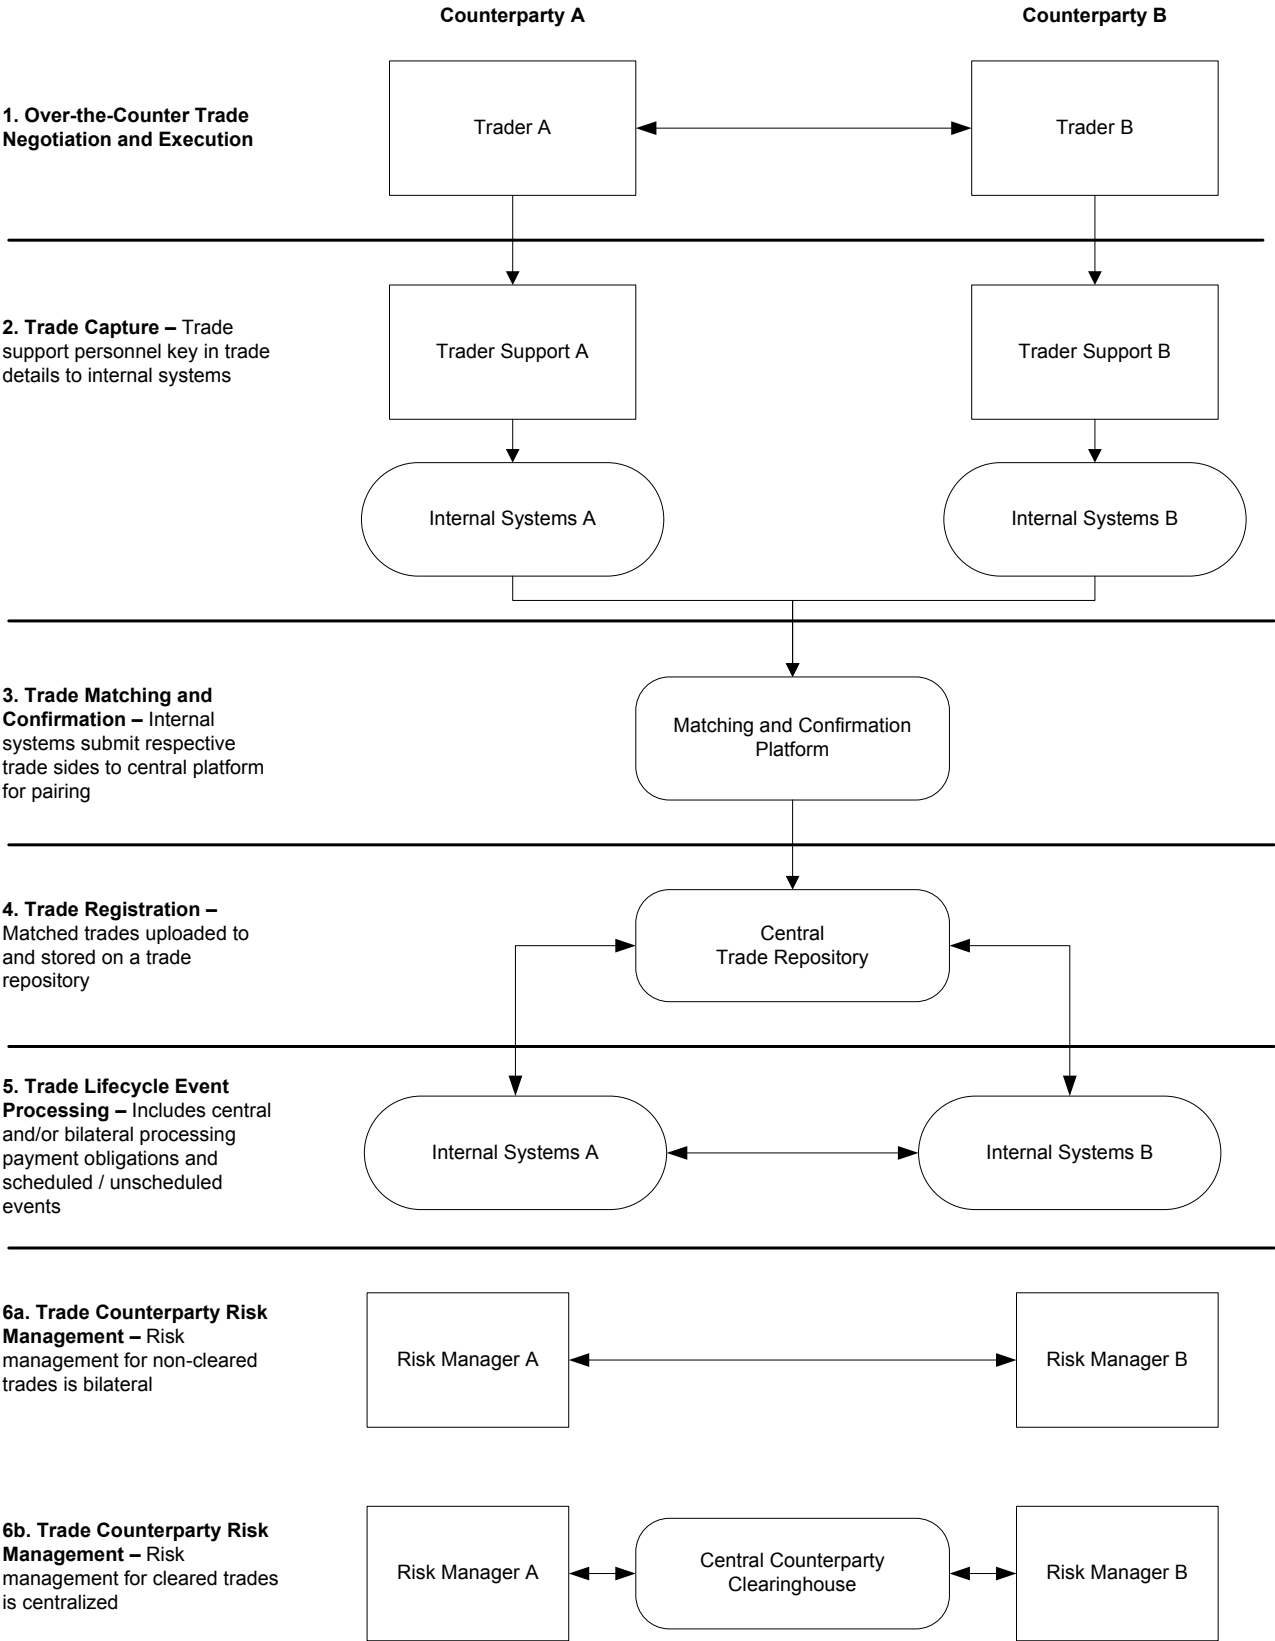 Counterparty A
Counterparty B
1. Over-the-Counter Trade
Negotiation and Execution
Trader A
Trader B
2. Trade Capture – Trade
support personnel key in trade
details to internal systems
Trader Support A
Trader Support B
Internal Systems A
Internal Systems B
3. Trade Matching and
Confirmation – Internal
systems submit respective
trade sides to central platform
for pairing
Matching and Confirmation
Platform
4. Trade Registration –
Matched trades uploaded to
and stored on a trade
repository
Central
Trade Repository
5. Trade Lifecycle Event
Processing – Includes central
and/or bilateral processing
payment obligations and
scheduled / unscheduled
events
Internal Systems A
Internal Systems B
6a. Trade Counterparty Risk
Management – Risk
management for non-cleared
trades is bilateral
Risk Manager A
Risk Manager B
6b. Trade Counterparty Risk
Management – Risk
management for cleared trades
is centralized
Risk Manager A
Central Counterparty
Clearinghouse
Risk Manager B